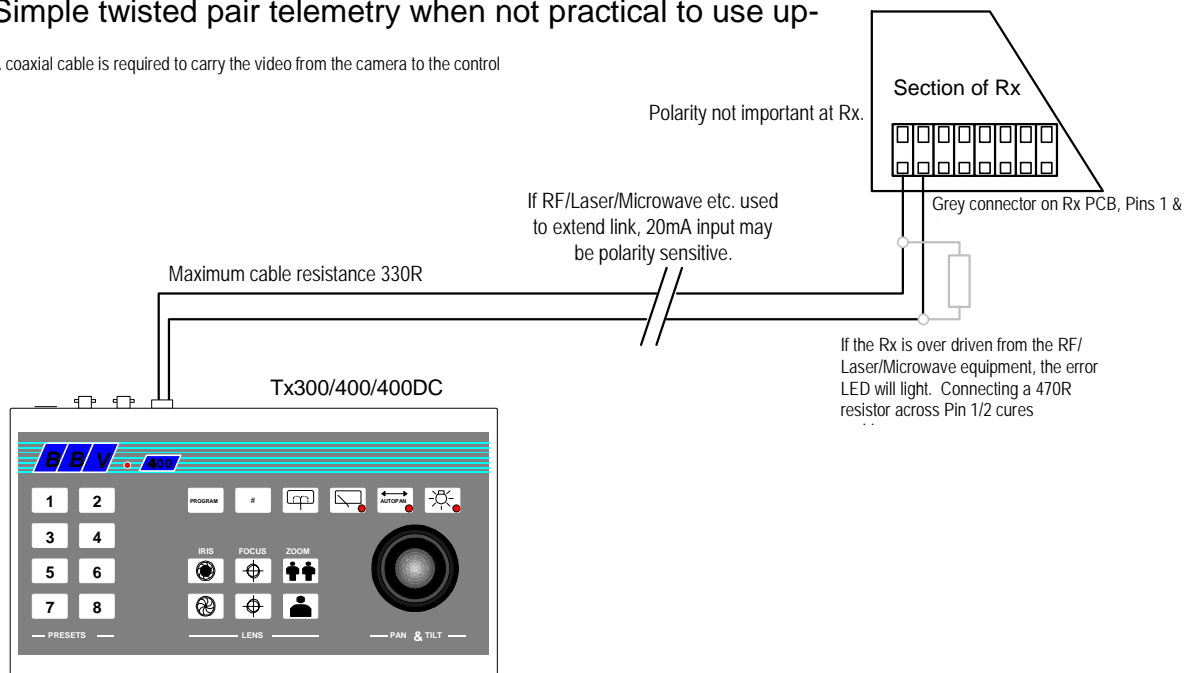 Simple twisted pair telemetry when not practical to use up-
coaxial cable is required to carry the video from the camera to the control
Section of Rx
Polarity not important at Rx.
Grey connector on Rx PCB, Pins 1 &
If RF/Laser/Microwave etc. used
to extend link, 20mA input may
be polarity sensitive.
Maximum cable resistance 330R
If the Rx is over driven from the RF/
Laser/Microwave equipment, the error
LED will light. Connecting a 470R
resistor across Pin 1/2 cures
Tx300/400/400DC
BBV 400
1 2 PROGRAM # AUTOPAN
3 4
IRIS FOCUS ZOOM
5 6
7 8
PRESETS LENS PAN & TILT